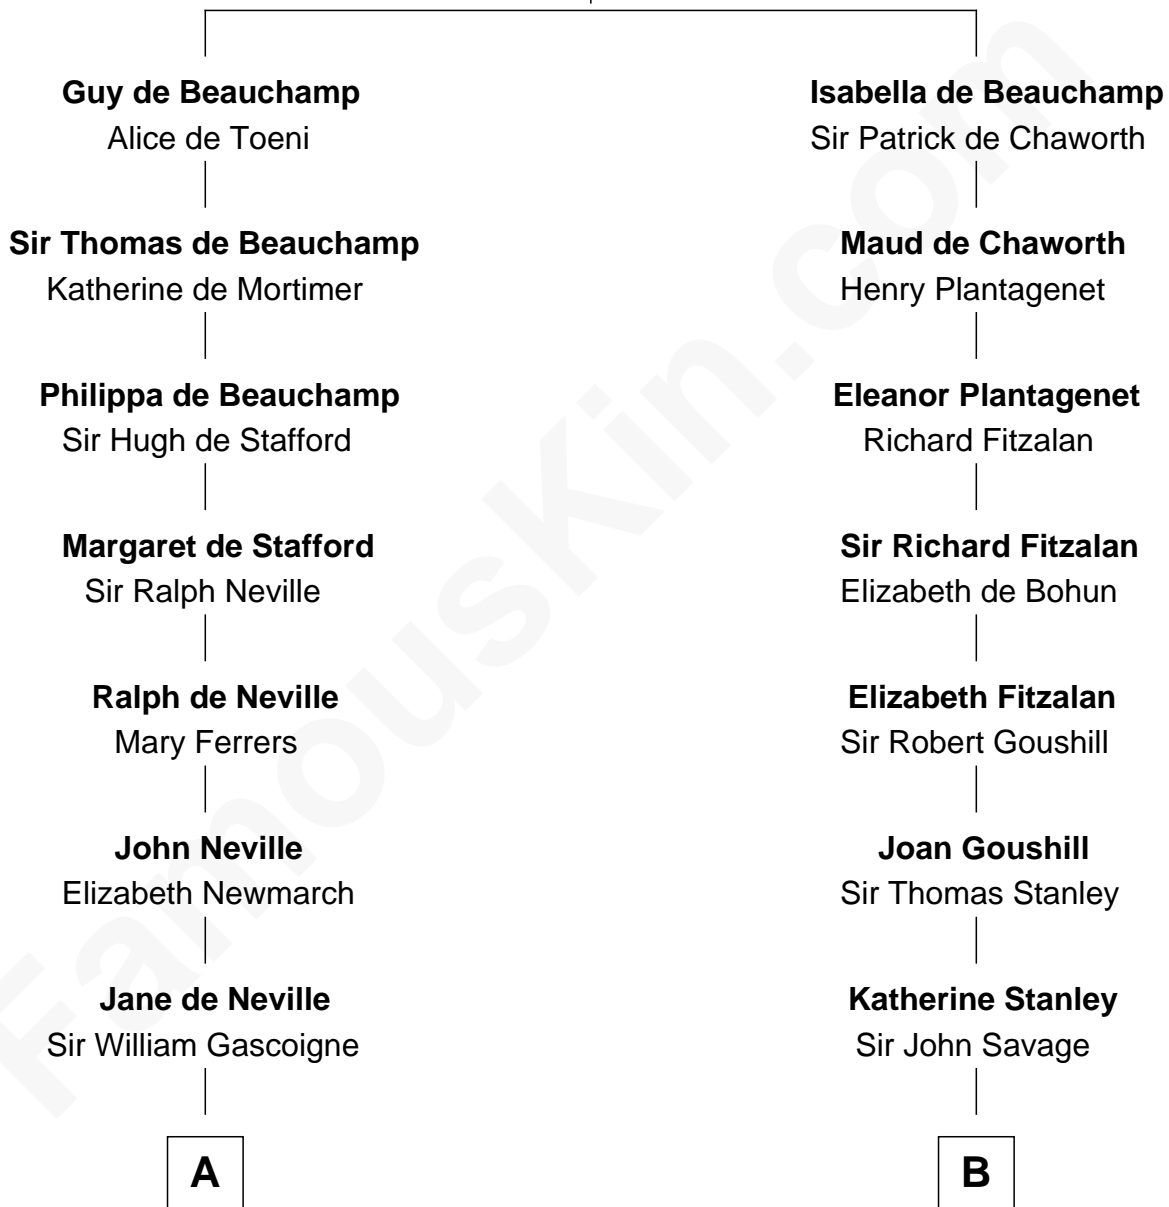 Guy de Beauchamp
Alice de Toeni
Isabella de Beauchamp
Sir Patrick de Chaworth
Sir Thomas de Beauchamp
Katherine de Mortimer
Maud de Chaworth
Henry Plantagenet
Philippa de Beauchamp
Sir Hugh de Stafford
Eleanor Plantagenet
Richard Fitzalan
Margaret de Stafford
Sir Ralph Neville
Sir Richard Fitzalan
Elizabeth de Bohun
Ralph de Neville
Mary Ferrers
Elizabeth Fitzalan
Sir Robert Goushill
John Neville
Elizabeth Newmarch
Joan Goushill
Sir Thomas Stanley
Jane de Neville
Sir William Gascoigne
Katherine Stanley
Sir John Savage
A
B
FamousKin.com